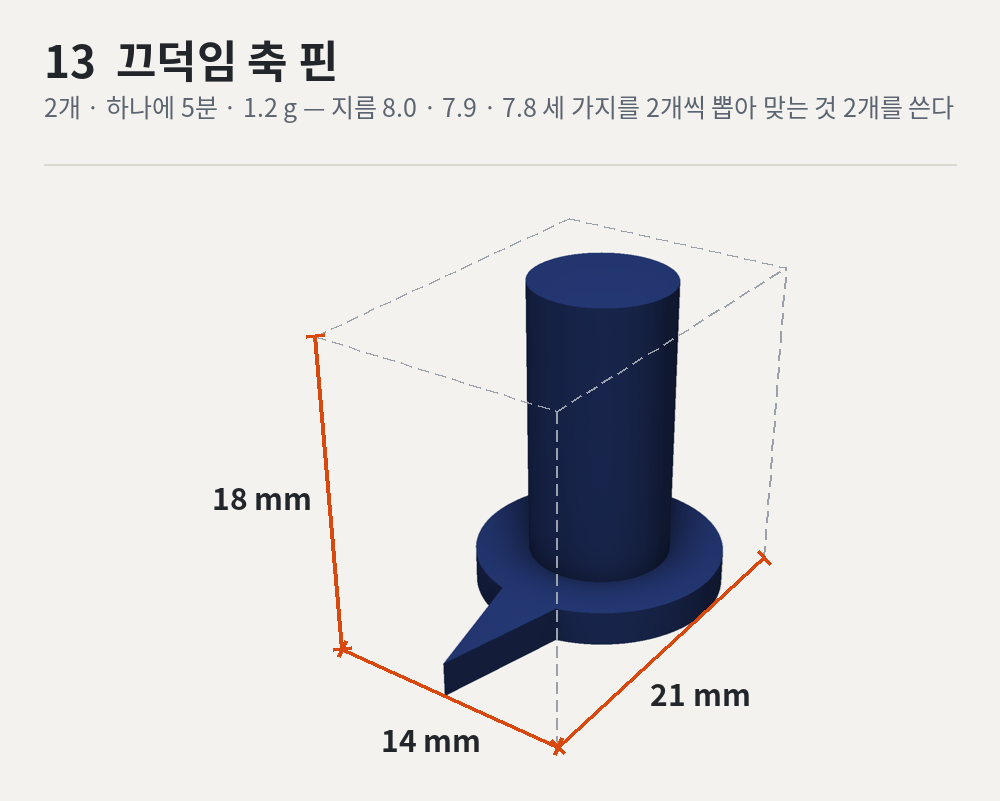 13 끄덕임 축 핀
2개 · 하나에 5분 · 1.2 g — 지름 8.0 · 7.9 · 7.8 세 가지를 2개씩 뽑아 맞는 것 2개를 쓴다
18 mm
21 mm
14 mm